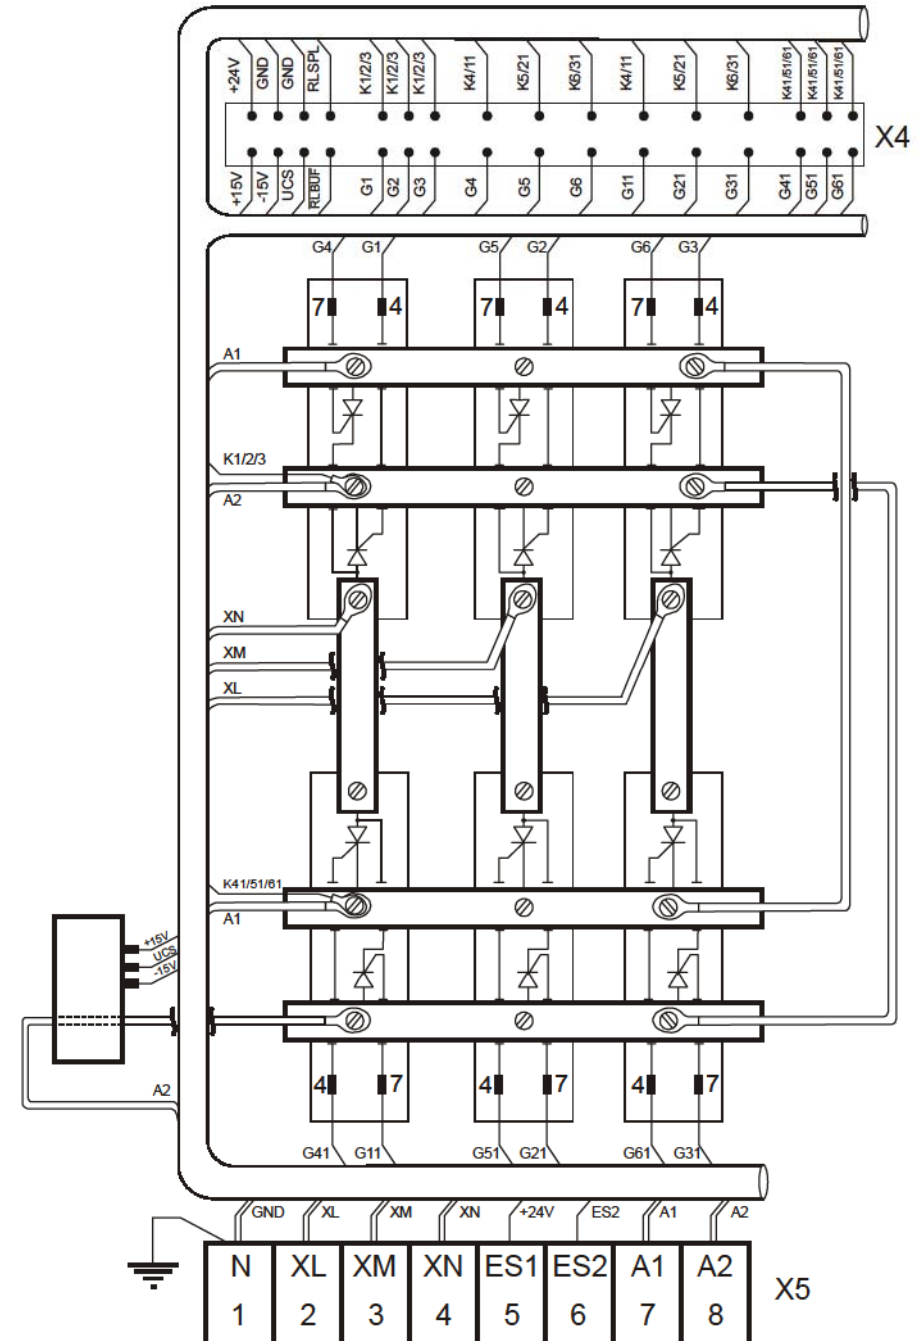 +24V GND GND RLSPL K1/2/3 K1/2/3 K1/2/3 K4/11 K5/21 K6/31 K4/11 K5/21 K6/31 K41/51/61 K41/51/61 K41/51/61
X4
+15V -15V UCS RLBUF G1 G2 G3 G4 G5 G6 G11 G21 G31 G41 G51 G61
G4 G1 G5 G2 G6 G3
7 4 7 4 7 4
A1
K1/2/3
A2
XN
XM
XL
K41/51/61
A1
+15V
UCS
-15V
A2
4 7 4 7 4 7
G41 G11 G51 G21 G61 G31
GND XL XM XN +24V ES2 A1 A2
N XL XM XN ES1 ES2 A1 A2
X5
1 2 3 4 5 6 7 8